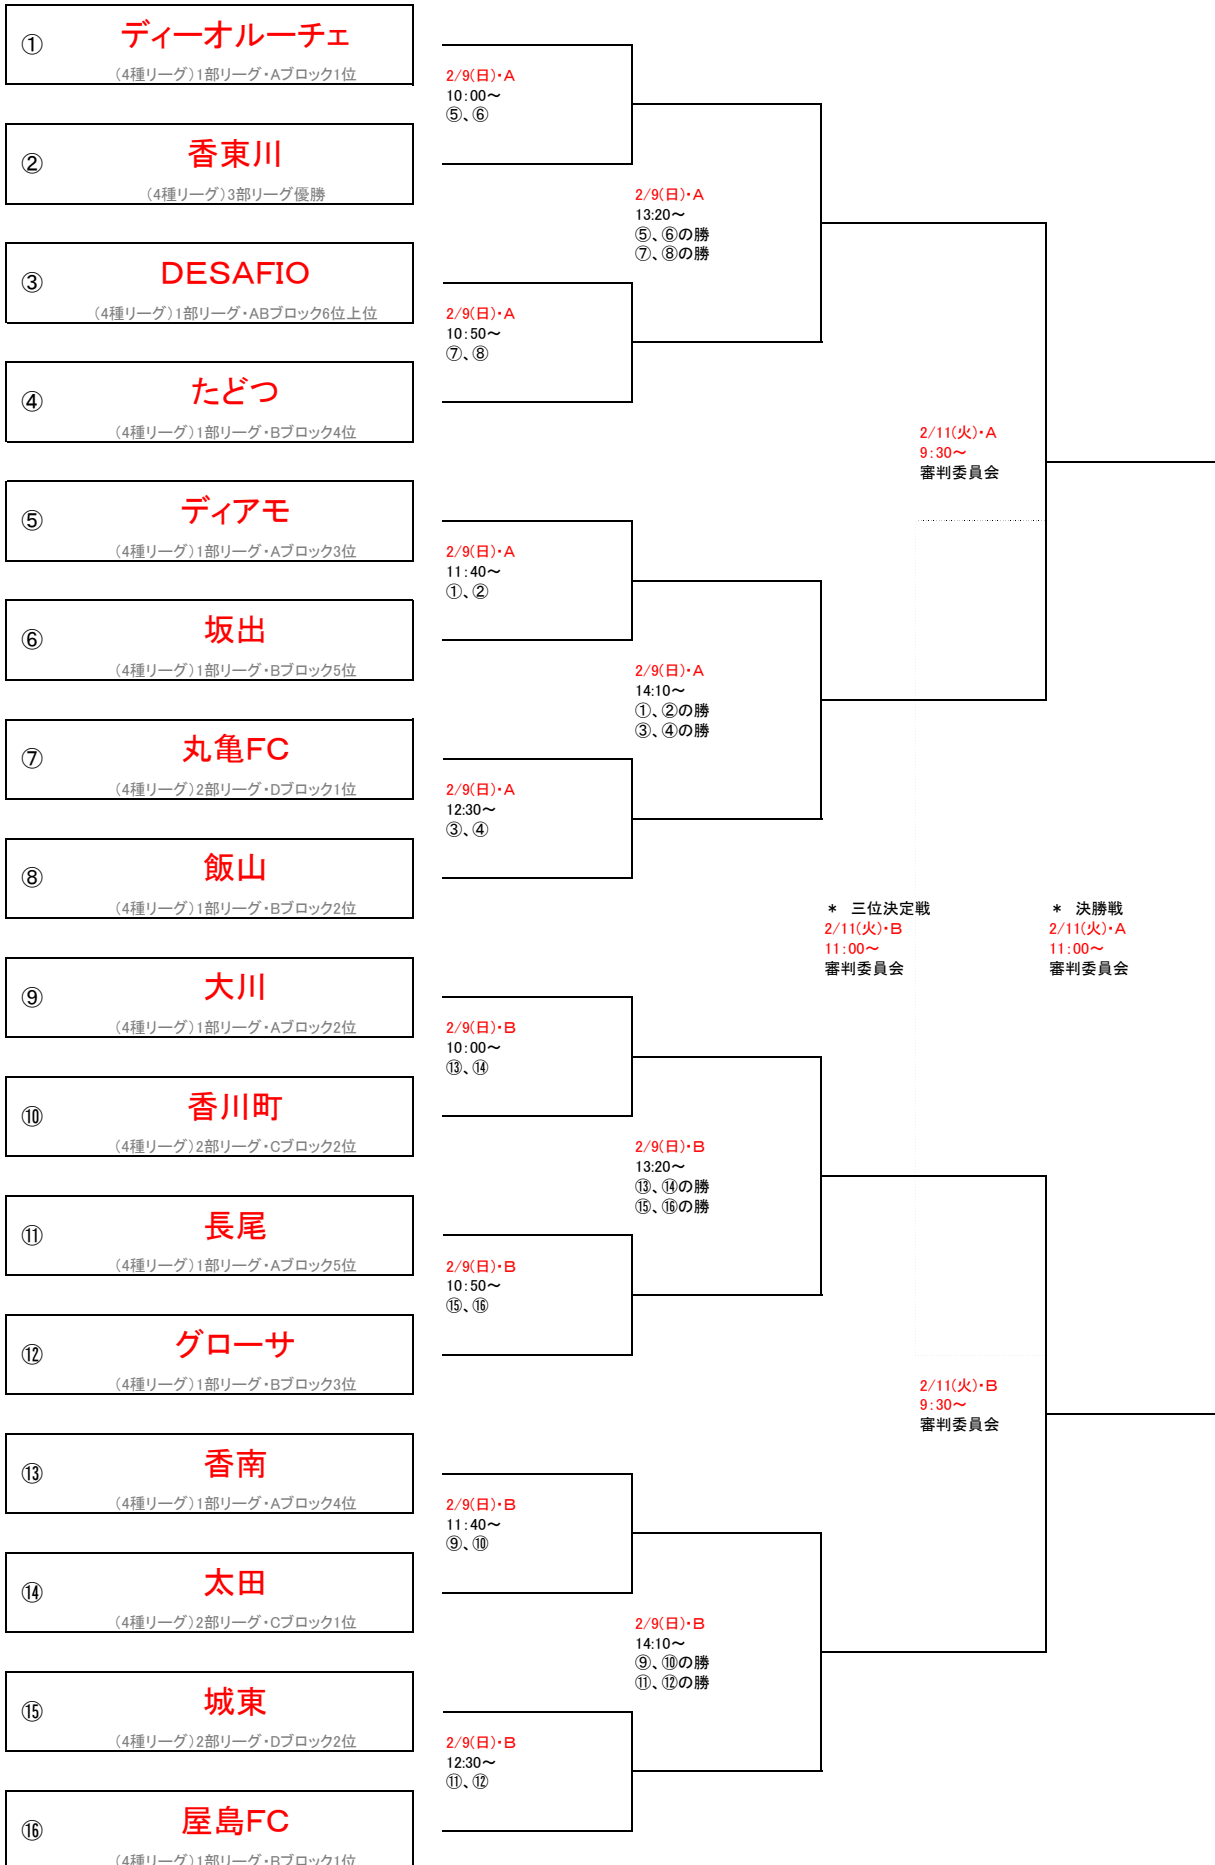 ① ディーオルーチェ
（4種リーグ）1部リーグ・Aブロック1位
② 香東川
（4種リーグ）3部リーグ優勝
③ DESAFIO
（4種リーグ）1部リーグ・ABブロック6位上位
④ たどつ
（4種リーグ）1部リーグ・Bブロック4位
⑤ ディアモ
（4種リーグ）1部リーグ・Aブロック3位
⑥ 坂出
（4種リーグ）1部リーグ・Bブロック5位
⑦ 丸亀FC
（4種リーグ）2部リーグ・Dブロック1位
⑧ 飯山
（4種リーグ）1部リーグ・Bブロック2位
⑨ 大川
（4種リーグ）1部リーグ・Aブロック2位
⑩ 香川町
（4種リーグ）2部リーグ・Cブロック2位
⑪ 長尾
（4種リーグ）1部リーグ・Aブロック5位
⑫ グローサ
（4種リーグ）1部リーグ・Bブロック3位
⑬ 香南
（4種リーグ）1部リーグ・Aブロック4位
⑭ 太田
（4種リーグ）2部リーグ・Cブロック1位
⑮ 城東
（4種リーグ）2部リーグ・Dブロック2位
⑯ 屋島FC
（4種リーグ）1部リーグ・Bブロック1位
2/9(日)・A
10:00～
⑤、⑥
2/9(日)・A
10:50～
⑦、⑧
2/9(日)・A
11:40～
①、②
2/9(日)・A
12:30～
③、④
2/9(日)・B
10:00～
⑬、⑭
2/9(日)・B
10:50～
⑮、⑯
2/9(日)・B
11:40～
⑨、⑩
2/9(日)・B
12:30～
⑪、⑫
2/9(日)・A
13:20～
⑤、⑥の勝
⑦、⑧の勝
2/9(日)・A
14:10～
①、②の勝
③、④の勝
2/9(日)・B
13:20～
⑬、⑭の勝
⑮、⑯の勝
2/9(日)・B
14:10～
⑨、⑩の勝
⑪、⑫の勝
2/11(火)・A
9:30～
審判委員会
＊ 三位決定戦
2/11(火)・B
11:00～
審判委員会
＊ 決勝戦
2/11(火)・A
11:00～
審判委員会
2/11(火)・B
9:30～
審判委員会